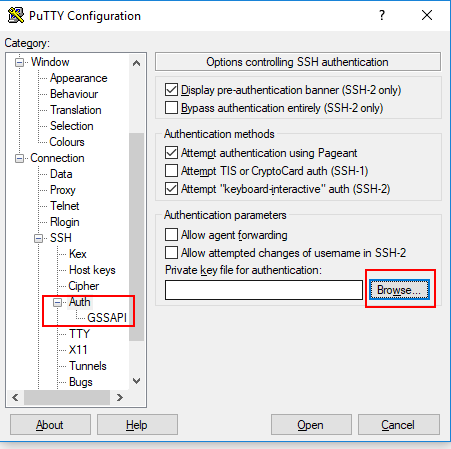 PuTTY Configuration
Category:
Window
Appearance
Behaviour
Translation
Selection
Colours
Connection
Data
Proxy
Telnet
Rlogin
SSH
Kex
Host keys
Cipher
Auth
GSSAPI
TTY
X11
Tunnels
Bugs
Options controlling SSH authentication
Display pre-authentication banner (SSH-2 only)
Bypass authentication entirely (SSH-2 only)
Authentication methods
Attempt authentication using Pageant
Attempt TIS or CryptoCard auth (SSH-1)
Attempt "keyboard-interactive" auth (SSH-2)
Authentication parameters
Allow agent forwarding
Allow attempted changes of username in SSH-2
Private key file for authentication:
Browse...
About
Help
Open
Cancel